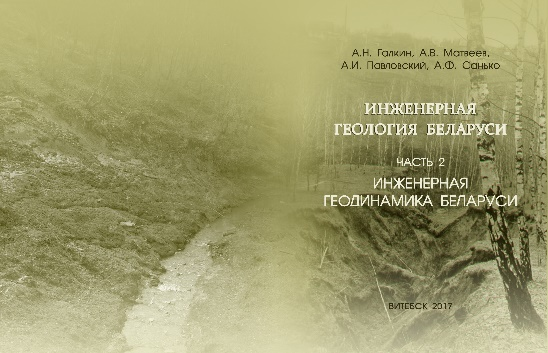 А.Н. Галкин, А.В. Матвеев,
А.И. Павловский, А.Ф. Санько
ИНЖЕНЕРНАЯ
ГЕОЛОГИЯ БЕЛАРУСИ
ЧАСТЬ 2
ИНЖЕНЕРНАЯ
ГЕОДИНАМИКА БЕЛАРУСИ
ВИТЕБСК 2017